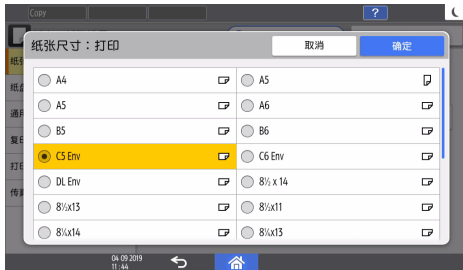 Copy
?
纸张尺寸：打印
取消
确定
A4
A5
A5
A6
B5
B6
C5 Env
C6 Env
DL Env
8½ x 14
8½x13
8½x11
8¼x14
8¼x13
04 09 2019
11:44